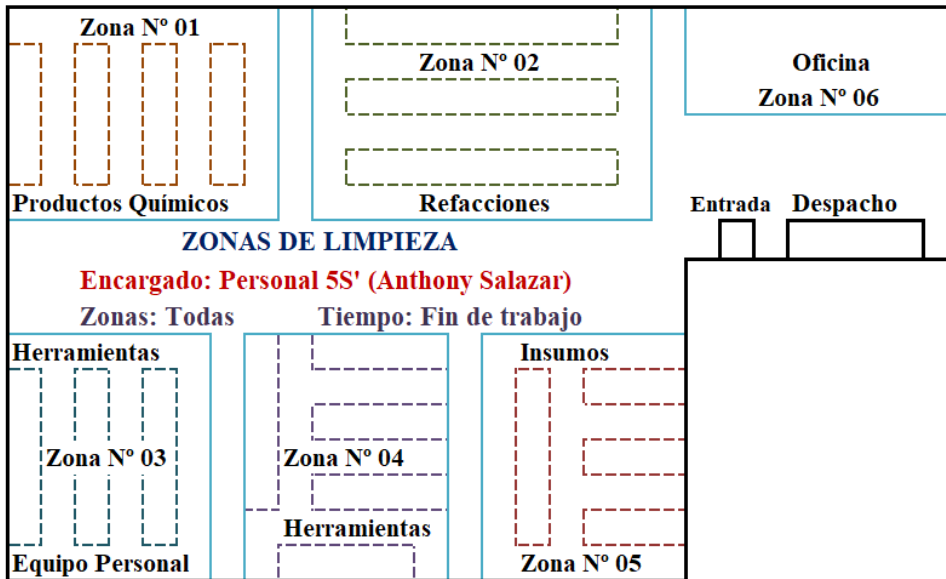 Zona Nº 01
Productos Químicos
Zona Nº 02
Refacciones
Oficina
Zona Nº 06
Entrada
Despacho
ZONAS DE LIMPIEZA
Encargado: Personal 5S' (Anthony Salazar)
Zonas: Todas Tiempo: Fin de trabajo
Herramientas
Zona Nº 03
Equipo Personal
Zona Nº 04
Herramientas
Insumos
Zona Nº 05